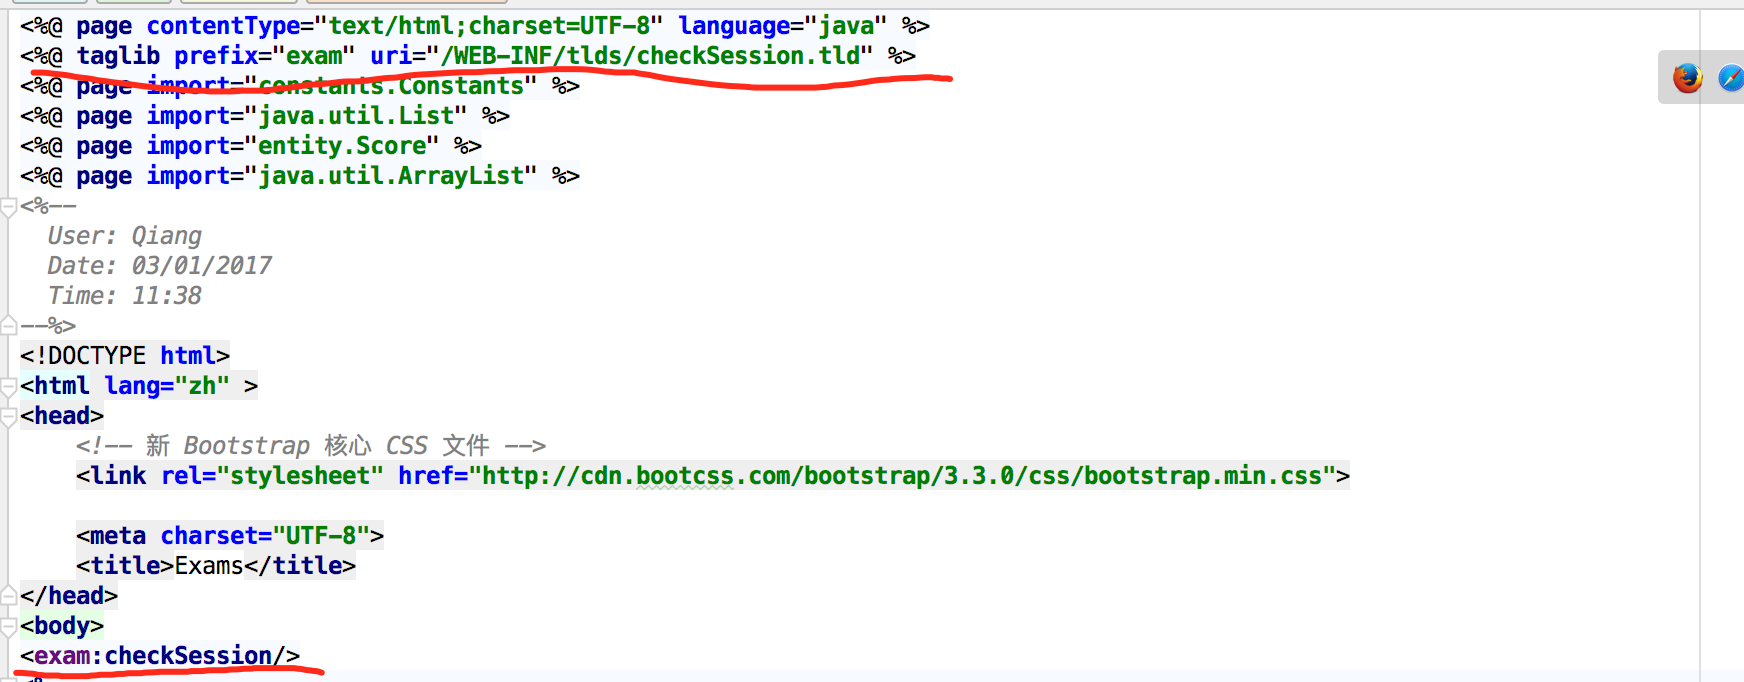 <%@ page contentType="text/html;charset=UTF-8" language="java" %>
<%@ taglib prefix="exam" uri="/WEB-INF/tlds/checkSession.tld" %>
<%@ page import="constants.Constants" %>
<%@ page import="java.util.List" %>
<%@ page import="entity.Score" %>
<%@ page import="java.util.ArrayList" %>
<%--
  User: Qiang
  Date: 03/01/2017
  Time: 11:38
--%>
<!DOCTYPE html>
<html lang="zh" >
<head>
    <!-- 新 Bootstrap 核心 CSS 文件 -->
    <link rel="stylesheet" href="http://cdn.bootcss.com/bootstrap/3.3.0/css/bootstrap.min.css">
    <meta charset="UTF-8">
    <title>Exams</title>
</head>
<body>
<exam:checkSession/>